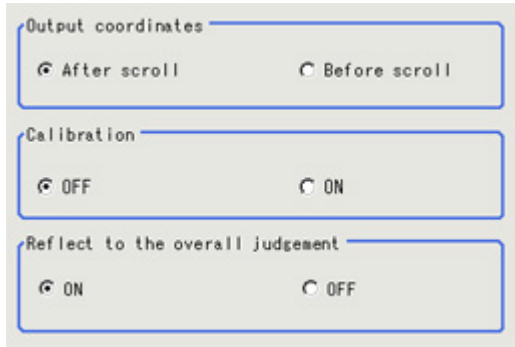 Output coordinates
After scroll Before scroll
Calibration
OFF ON
Reflect to the overall judgement
ON OFF